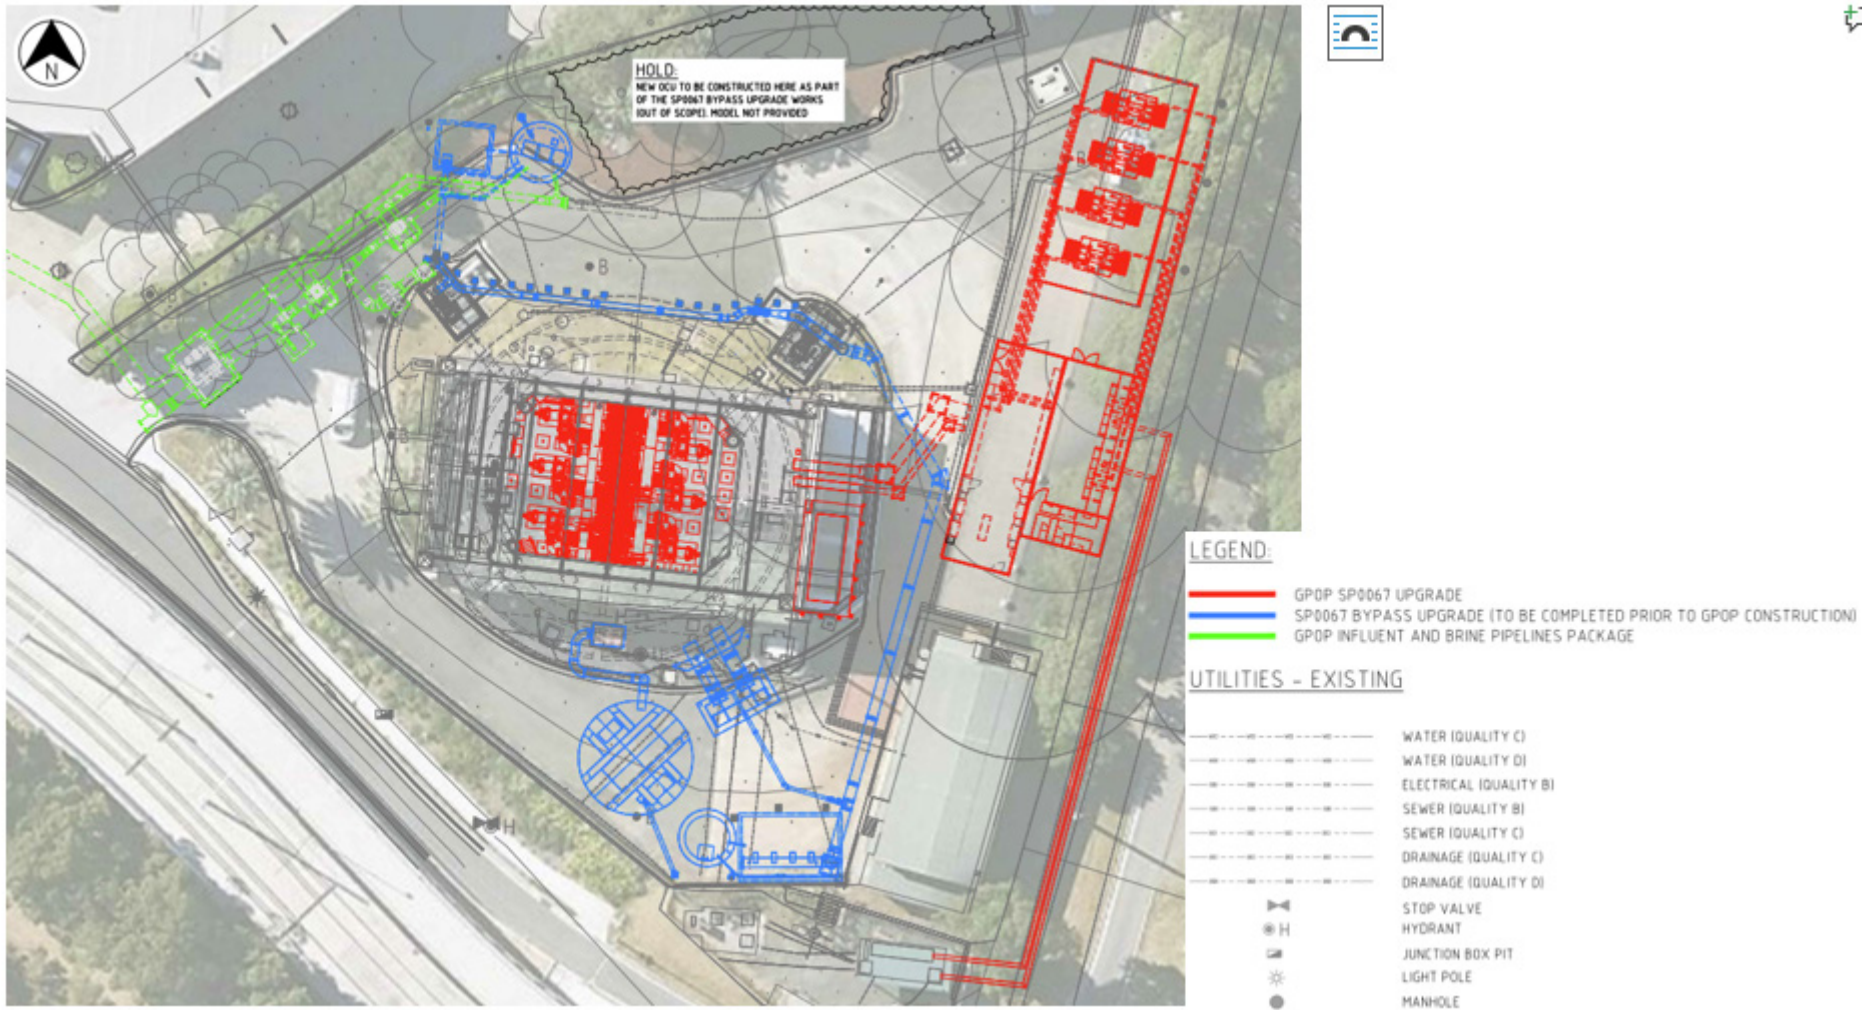 N
HOLD:
NEW OCU TO BE CONSTRUCTED HERE AS PART
OF THE SP0067 BYPASS UPGRADE WORKS
(OUT OF SCOPE). MODEL NOT PROVIDED
B
H
LEGEND:
GPOP SP0067 UPGRADE
SP0067 BYPASS UPGRADE (TO BE COMPLETED PRIOR TO GPOP CONSTRUCTION)
GPOP INFLUENT AND BRINE PIPELINES PACKAGE
UTILITIES - EXISTING
WATER (QUALITY C)
WATER (QUALITY D)
ELECTRICAL (QUALITY B)
SEWER (QUALITY B)
SEWER (QUALITY C)
DRAINAGE (QUALITY C)
DRAINAGE (QUALITY D)
STOP VALVE
H HYDRANT
JUNCTION BOX PIT
LIGHT POLE
MANHOLE